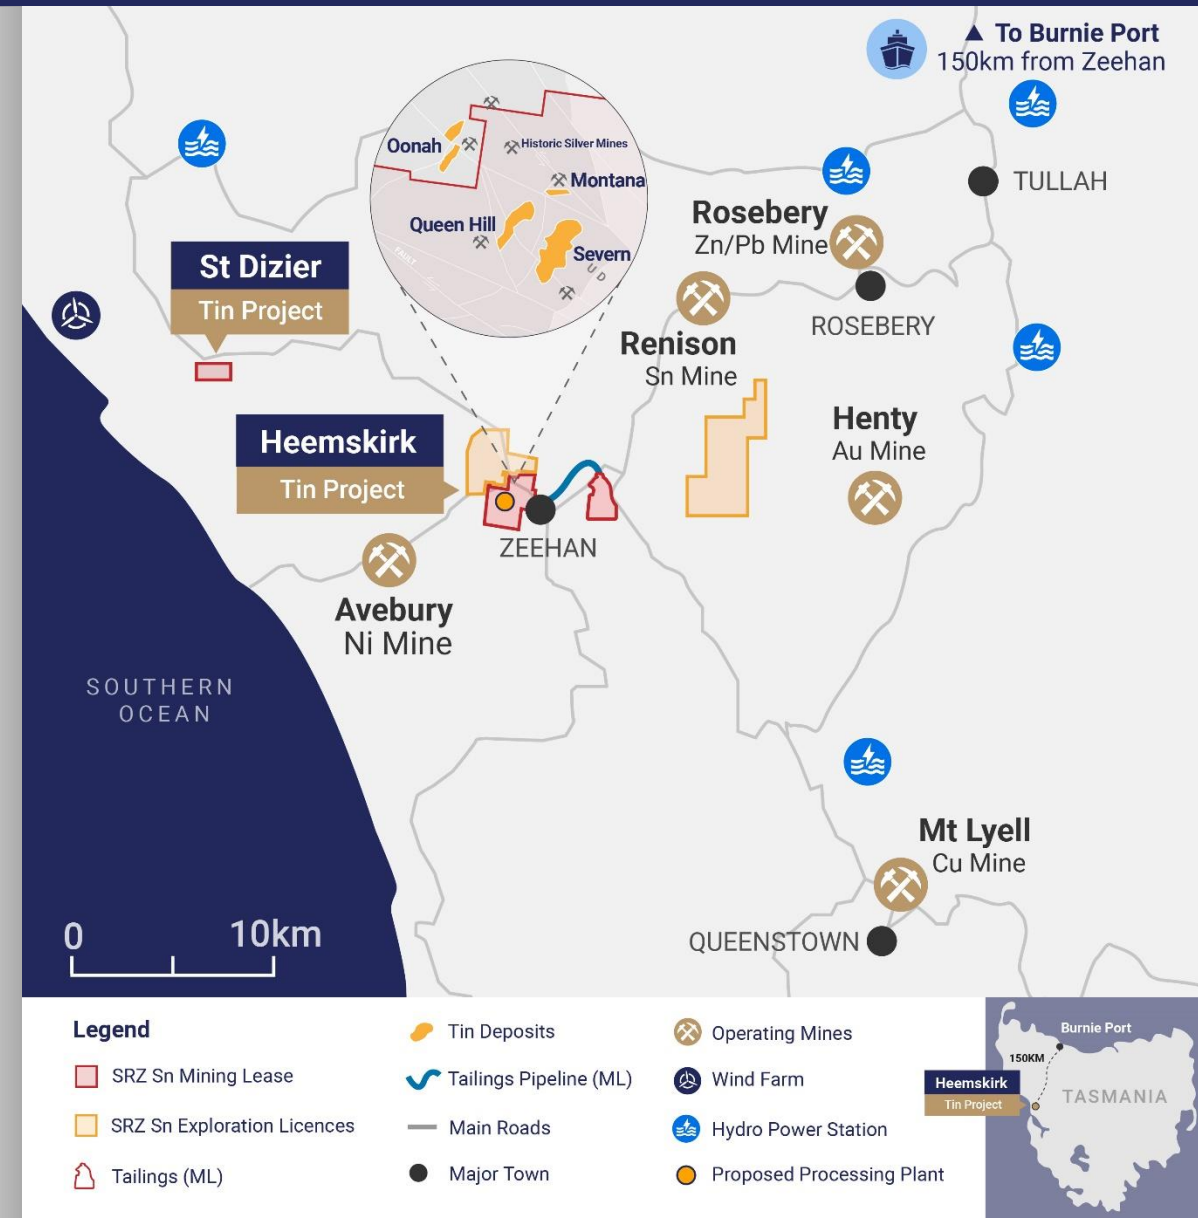 ▲ To Burnie Port
150km from Zeehan
TULLAH
Oonah
Historic Silver Mines
Montana
Queen Hill
Severn
FAULT
U D
Rosebery
Zn/Pb Mine
ROSEBERY
St Dizier
Tin Project
Renison
Sn Mine
Henty
Au Mine
Heemskirk
Tin Project
ZEEHAN
Avebury
Ni Mine
SOUTHERN
OCEAN
Mt Lyell
Cu Mine
QUEENSTOWN
0 10km
Legend
SRZ Sn Mining Lease
SRZ Sn Exploration Licences
Tailings (ML)
Tin Deposits
Tailings Pipeline (ML)
Main Roads
Major Town
Operating Mines
Wind Farm
Hydro Power Station
Proposed Processing Plant
Burnie Port
150KM
Heemskirk
Tin Project
TASMANIA